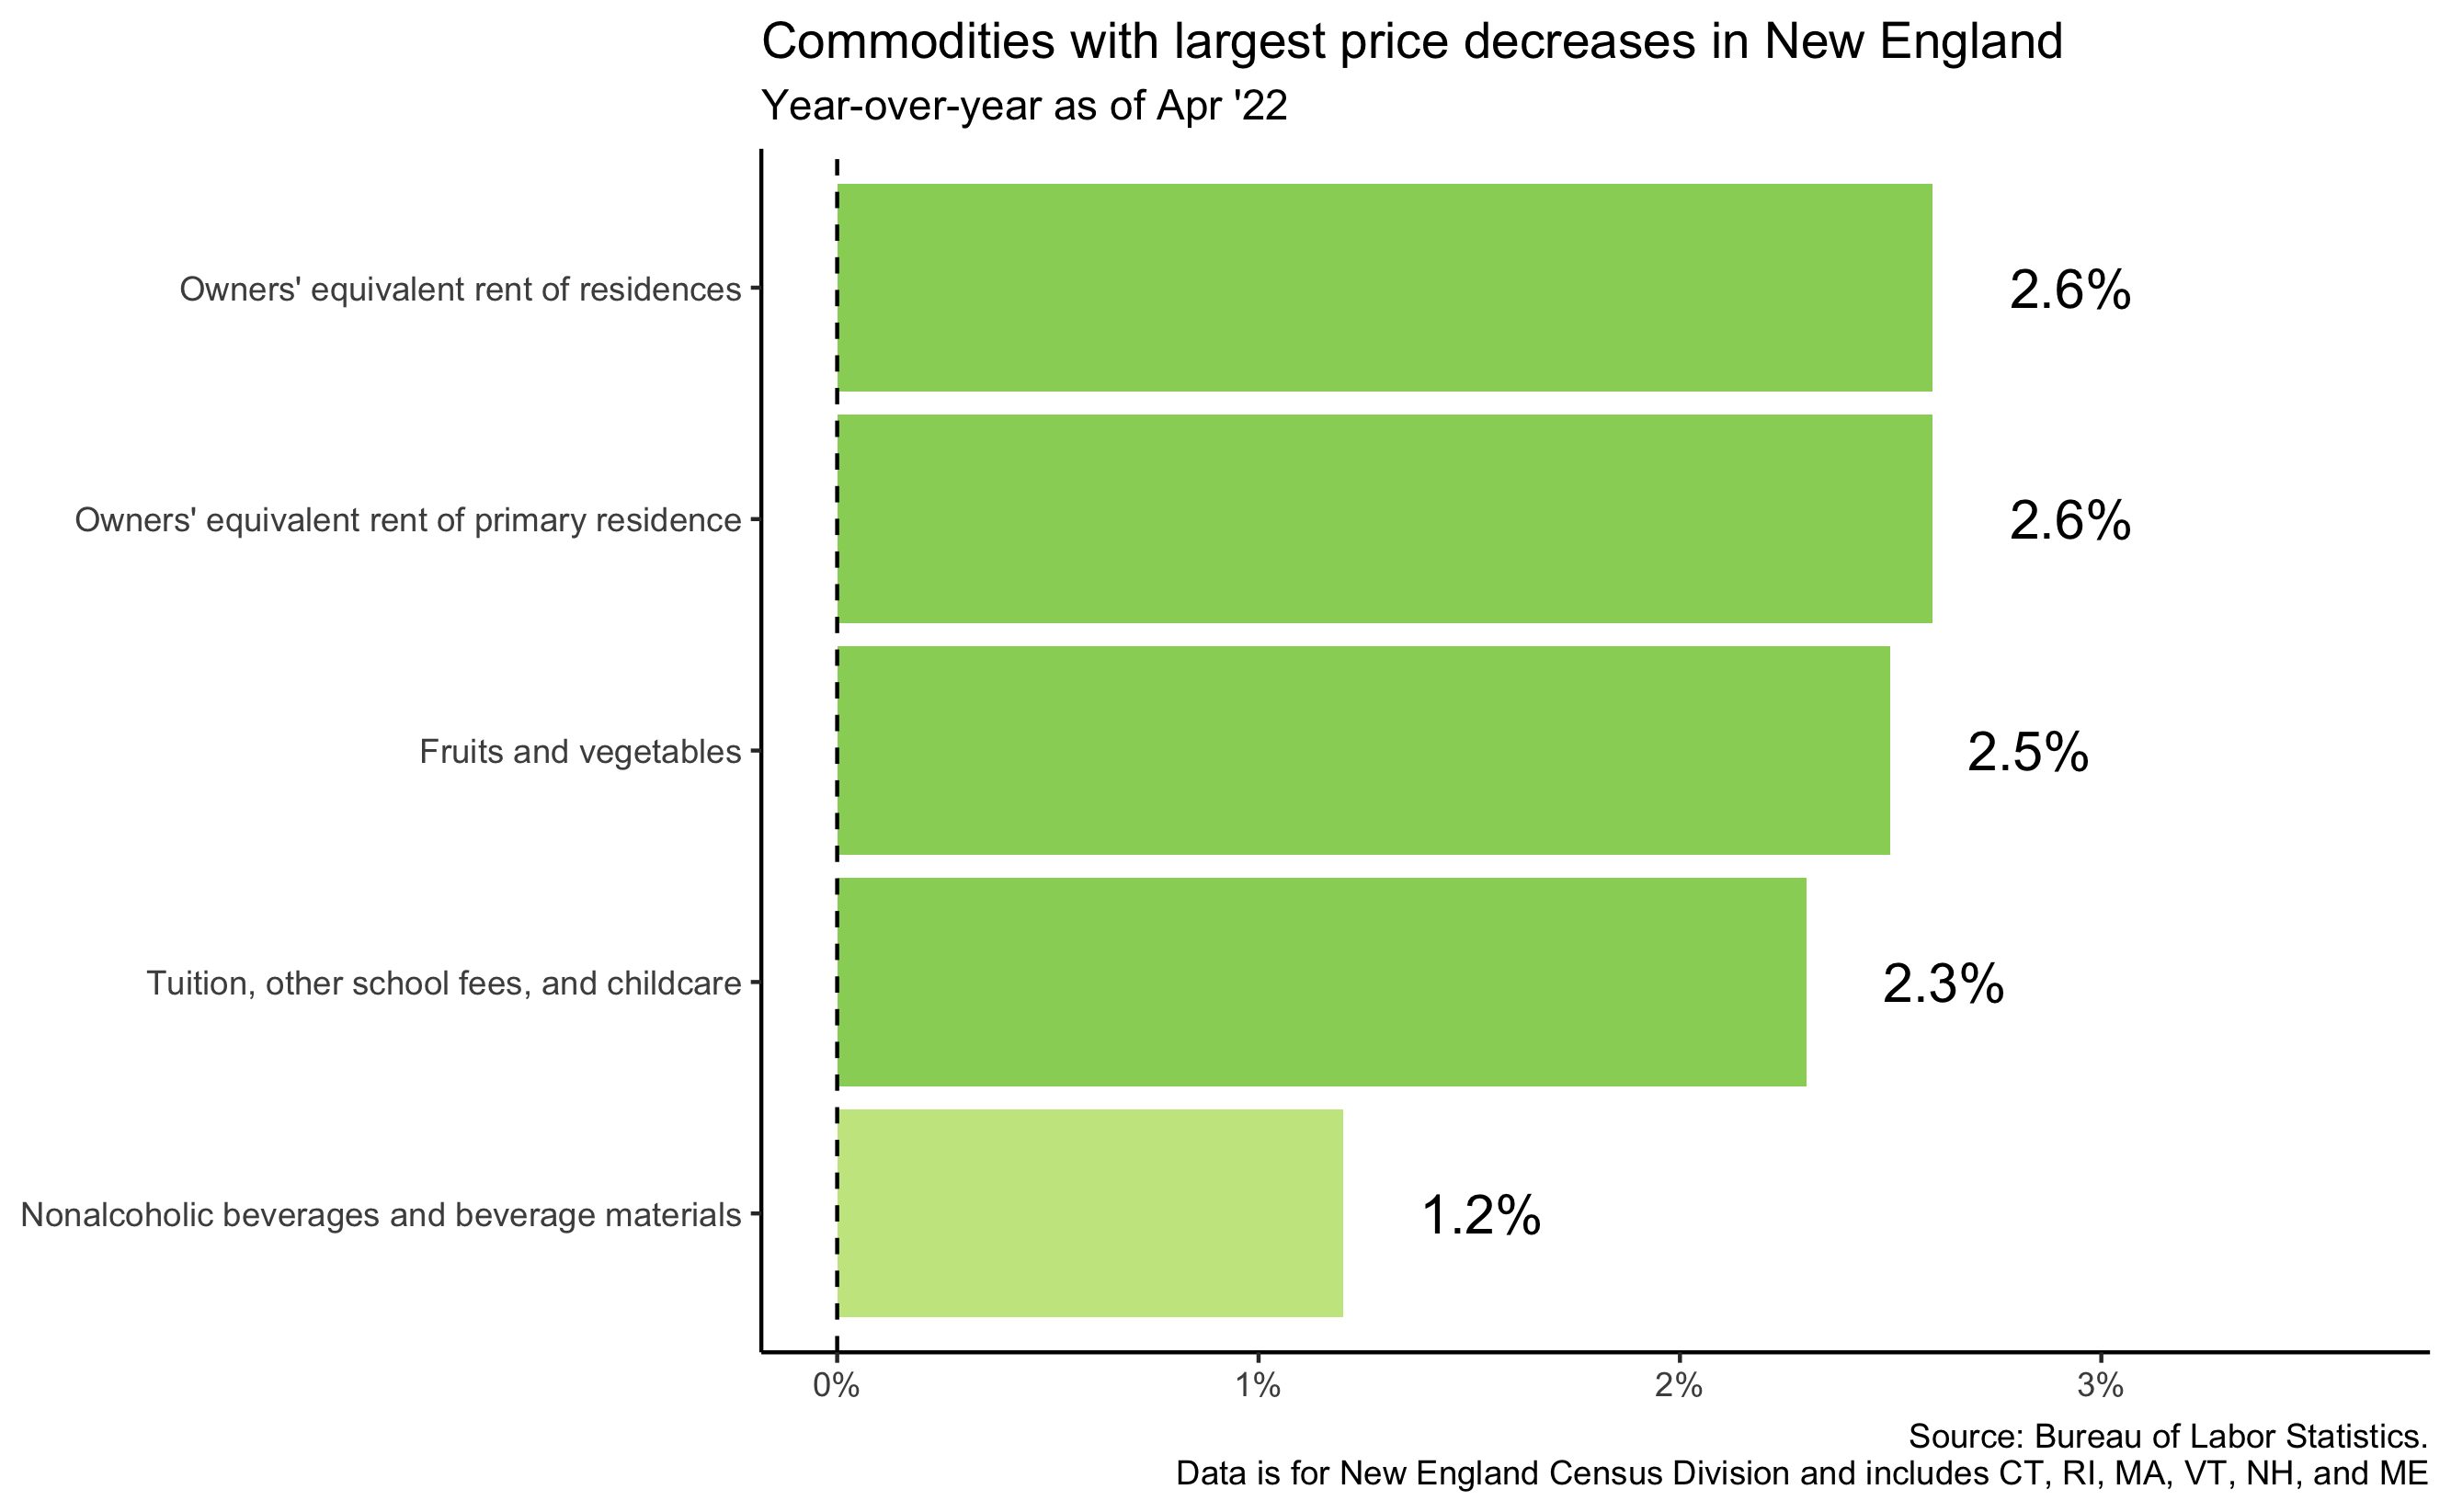 Commodities with largest price decreases in New England
Year-over-year as of Apr '22
Owners' equivalent rent of residences
2.6%
Owners' equivalent rent of primary residence
2.6%
Fruits and vegetables
2.5%
Tuition, other school fees, and childcare
2.3%
Nonalcoholic beverages and beverage materials
1.2%
0% 1% 2% 3%
Source: Bureau of Labor Statistics.
Data is for New England Census Division and includes CT, RI, MA, VT, NH, and ME